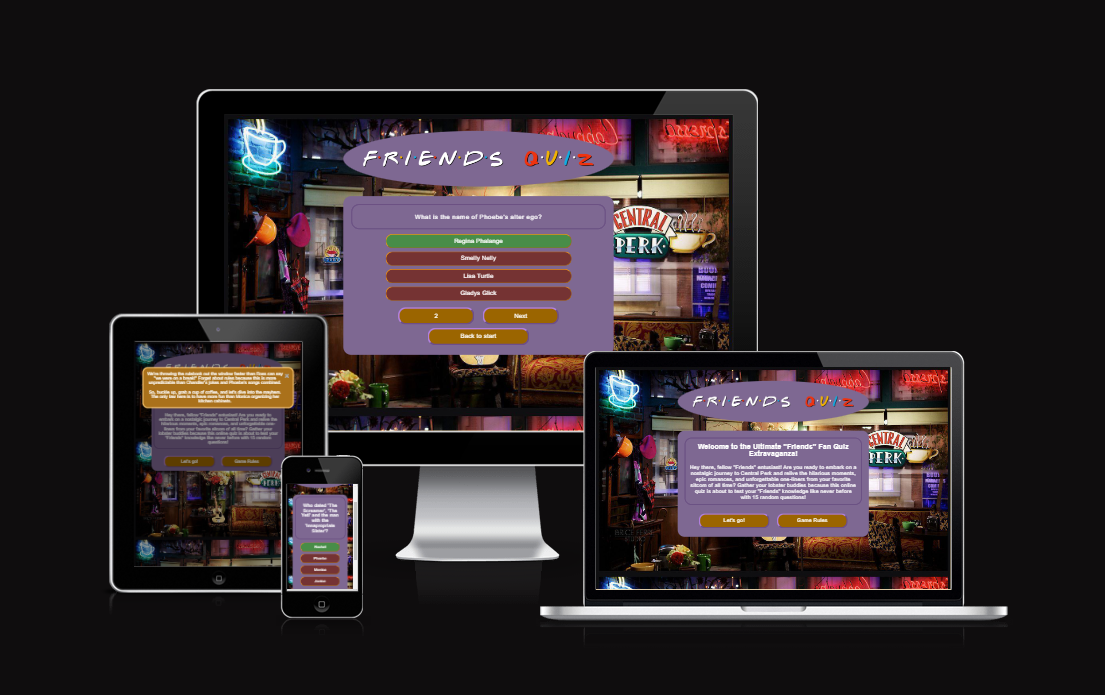 F·R·I·E·N·D·S Q·U·I·Z
What is the name of Phoebe's alter ego?
Regina Phalange
Smelly Nelly
Lisa Turtle
Gladys Glick
2 Next
Back to start
CENTRAL
PERK
We're throwing the rulebook out the window faster than Ross can say
"we were on a break!" Forget about rules because this is more
unpredictable than Chandler's jokes and Phoebe's songs combined.
So, buckle up, grab a cup of coffee, and let's dive into the mayhem.
The only rule here is to have more fun than Monica organizing her
kitchen cabinets.
Hey there, fellow "Friends" enthusiast! Are you ready to
embark on a nostalgic journey to Central Perk and relive the
hilarious moments, epic romances, and unforgettable one-
liners from your favorite sitcom of all time? Gather your
lobster buddies because this online quiz is about to test your
"Friends" knowledge like never before with 15 random
questions!
Let's go! Game Rules
Who dated "The
Screamer", "The
Yeti" and the man
with the
"Inappropriate
Sister"?
Rachel
Phoebe
Monica
Janice
F·R·I·E·N·D·S Q·U·I·Z
Welcome to the Ultimate "Friends" Fan Quiz
Extravaganza!
Hey there, fellow "Friends" entusiast! Are you ready to embark on a
nostalgic journey to Central Perk and relive the hilarious moments,
epic romances, and unforgettable one-liners from your favorite
sitcom of all time? Gather your lobster buddies because this online
quiz is about to test your "Friends" knowledge like never before
with 15 random questions!
Let's go! Game Rules
CENTRAL
PERK